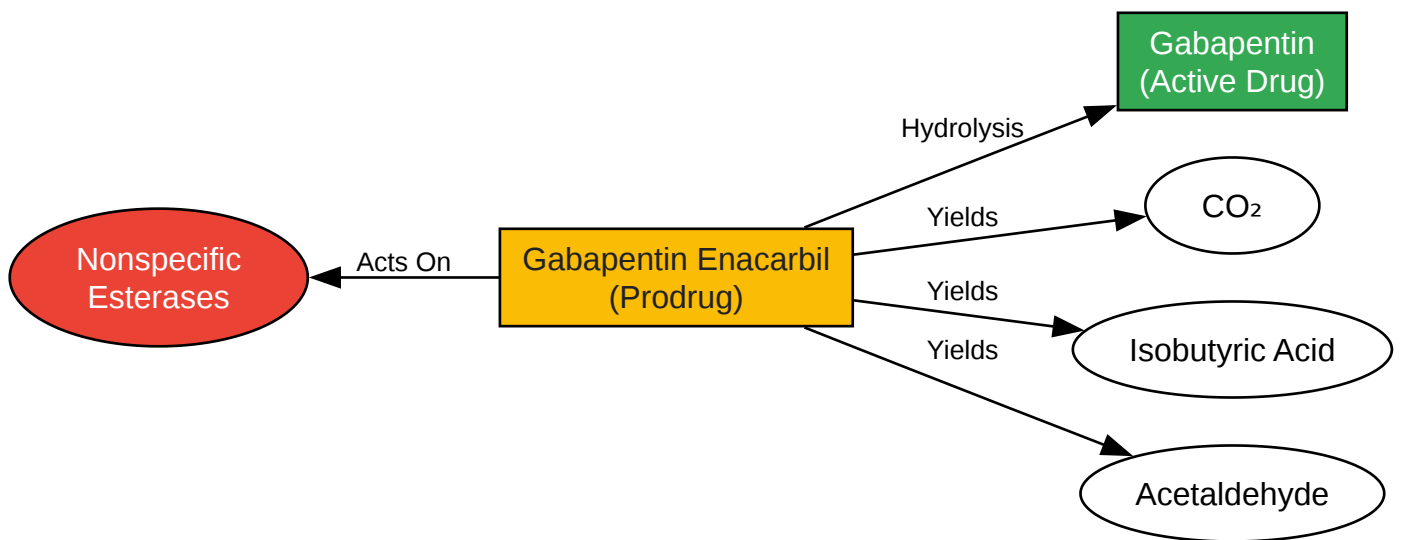 Gabapentin
(Active Drug)
Hydrolysis
CO₂
Yields
Nonspecific
Esterases
Acts On
Gabapentin Enacarbil
(Prodrug)
Yields
Isobutyric Acid
Yields
Acetaldehyde